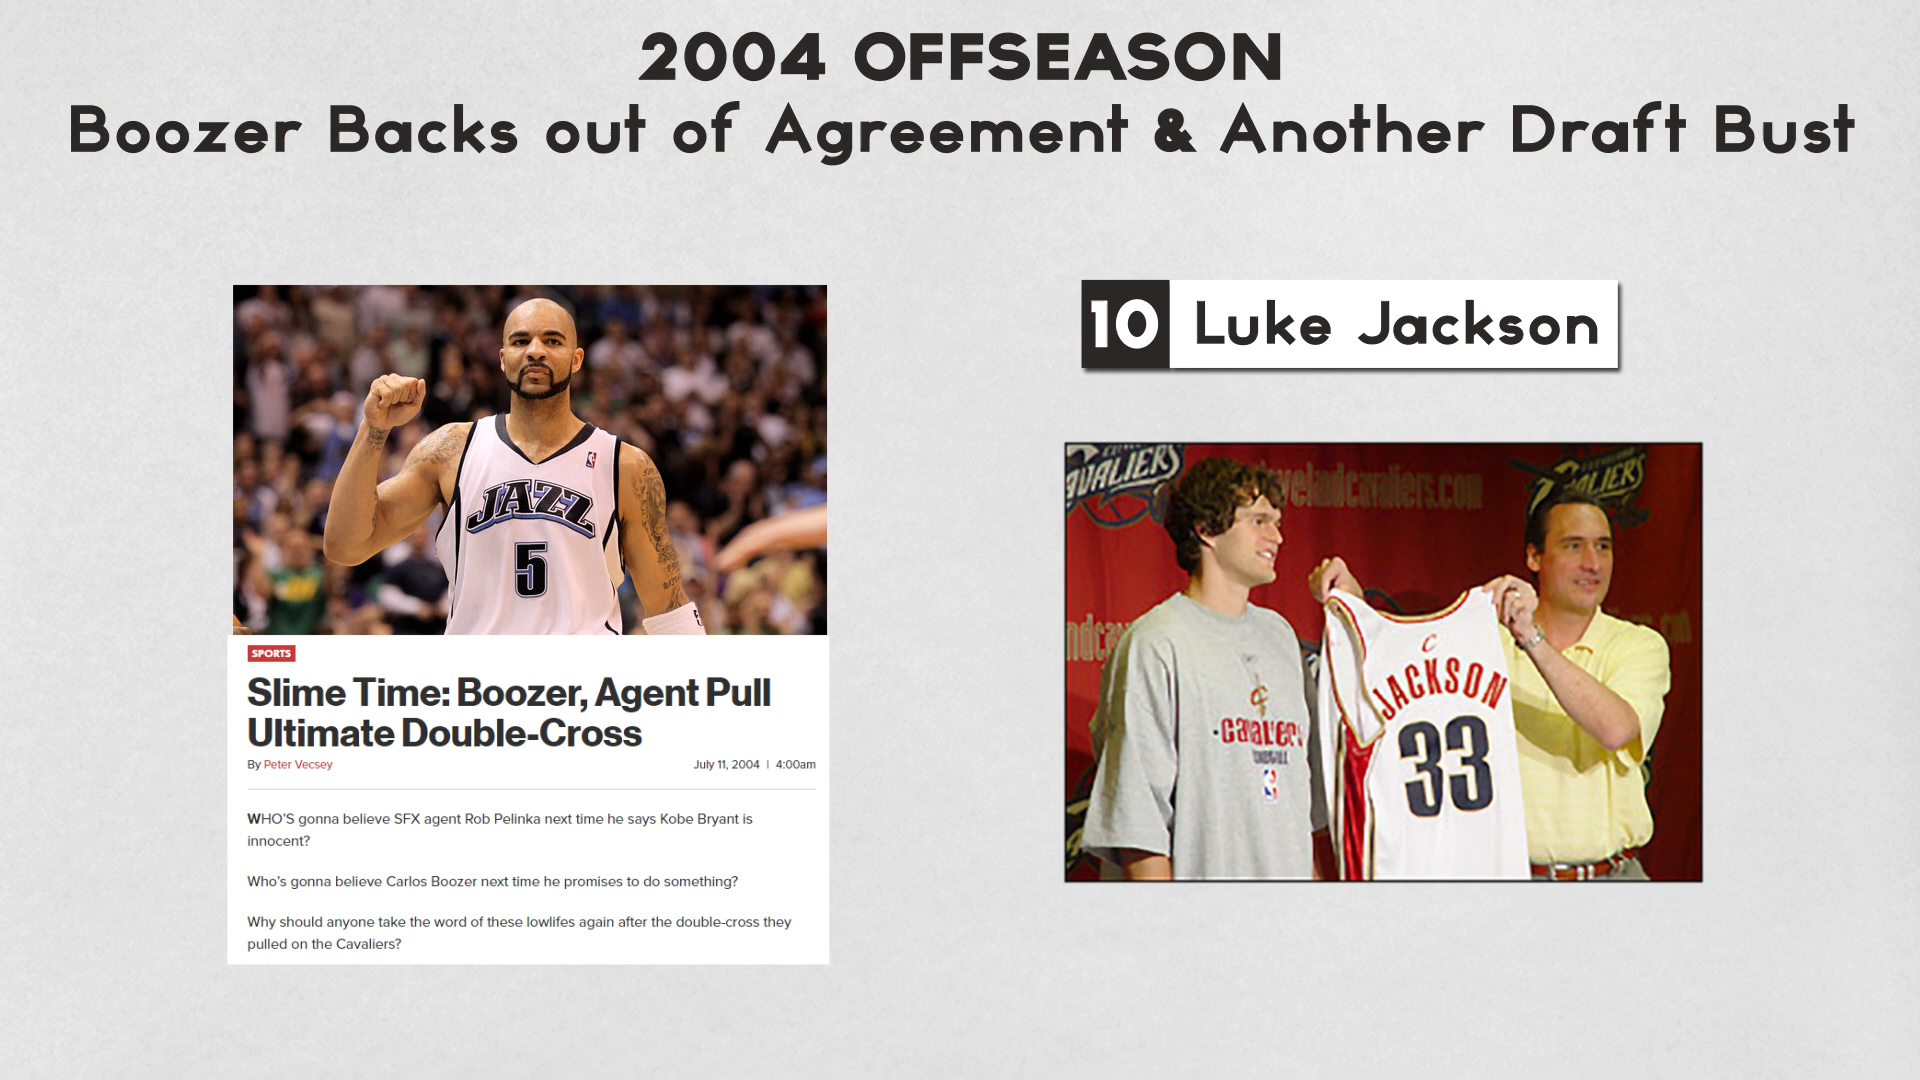 2004 OFFSEASON
Boozer Backs out of Agreement & Another Draft Bust
JAZZ
5
SPORTS
Slime Time: Boozer, Agent Pull
Ultimate Double-Cross
By Peter Vecsey
July 11, 2004 | 4:00am
WHO'S gonna believe SFX agent Rob Pelinka next time he says Kobe Bryant is
innocent?
Who's gonna believe Carlos Boozer next time he promises to do something?
Why should anyone take the word of these lowlifes again after the double-cross they
pulled on the Cavaliers?
10 Luke Jackson
AVALIERS
velandcavaliers.com
ALIERS
ndcav
C
JACKSON
33
cavaliers